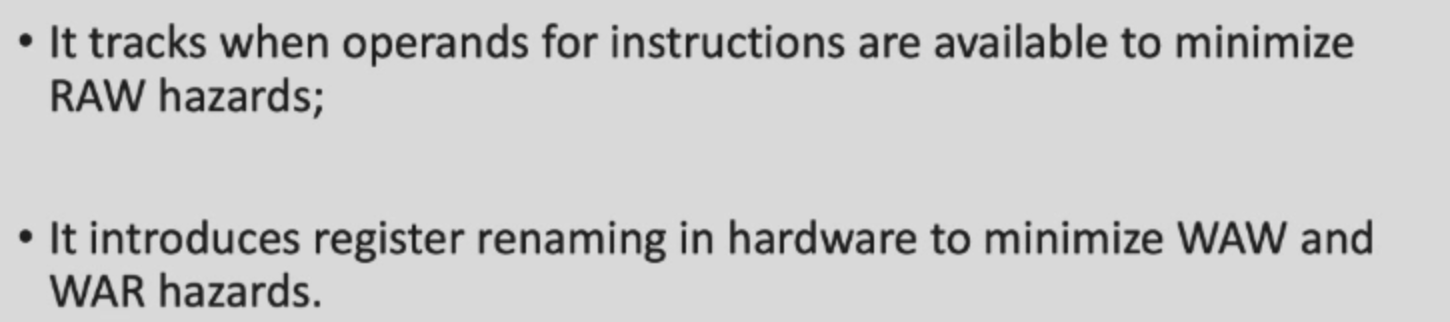 • It tracks when operands for instructions are available to minimize
RAW hazards;
• It introduces register renaming in hardware to minimize WAW and
WAR hazards.